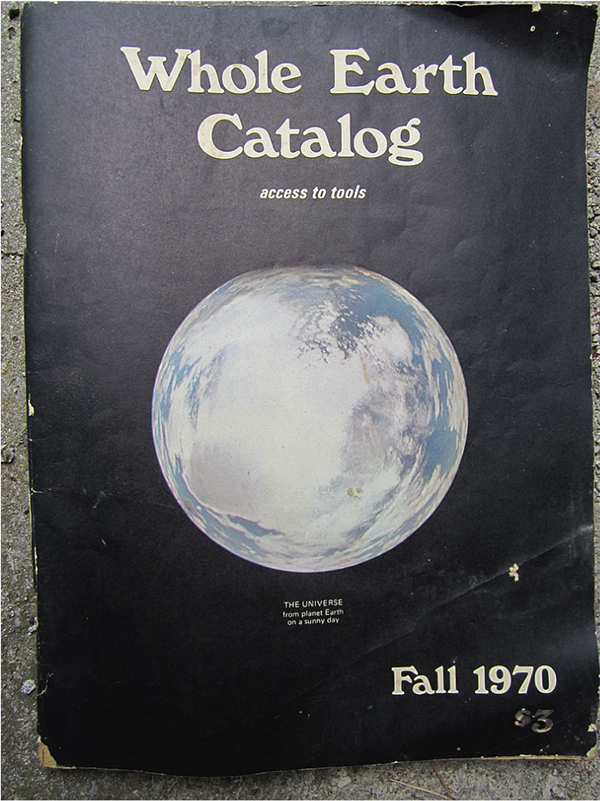 Whole Earth
Catalog
access to tools
THE UNIVERSE
from planet Earth
on a sunny day
Fall 1970
$3